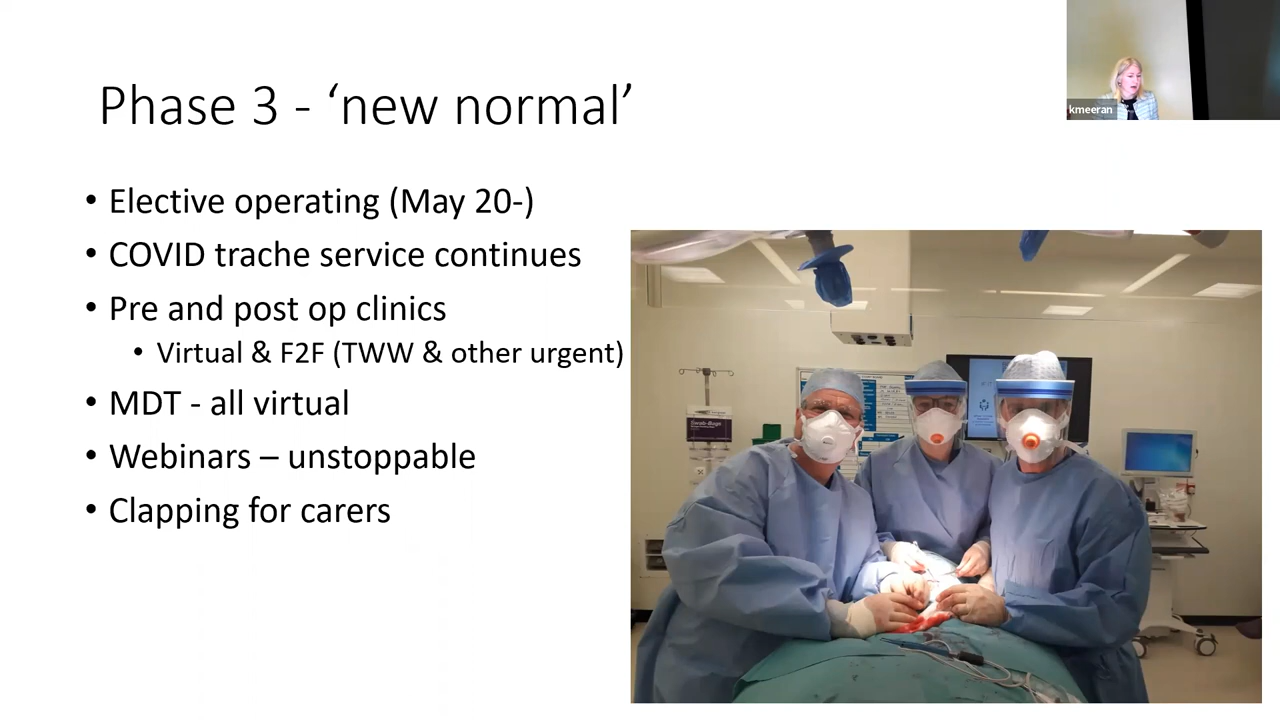 Phase 3 - ‘new normal’
kmeeran
• Elective operating (May 20-)
• COVID trache service continues
• Pre and post op clinics
• Virtual & F2F (TWW & other urgent)
• MDT - all virtual
• Webinars – unstoppable
• Clapping for carers